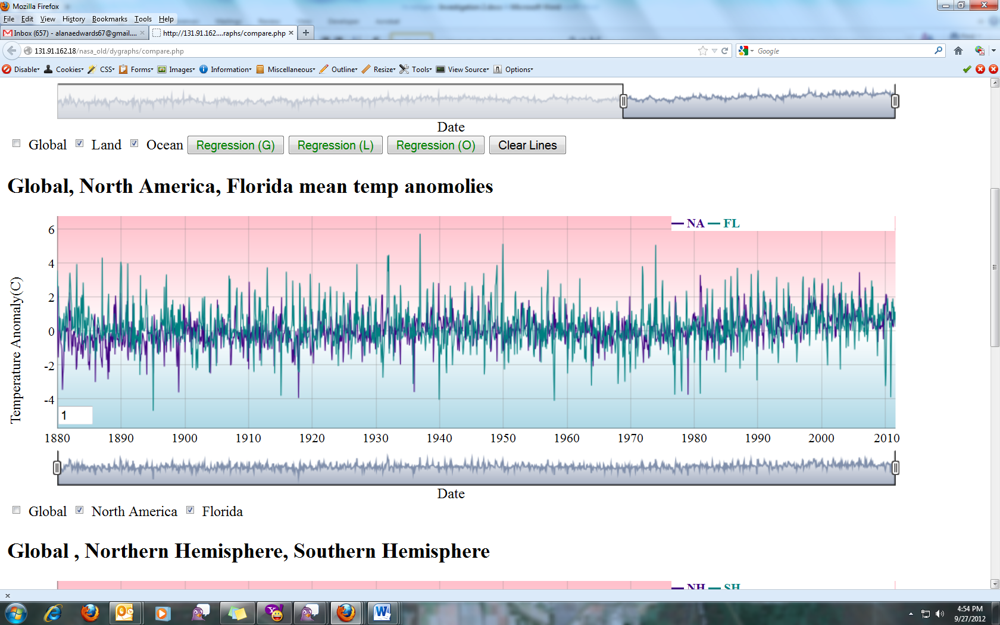 Mozilla Firefox
File Edit View History Bookmarks Tools Help
Inbox (657) - alanaedwards67@gmail.... http://131.91.162....raphs/compare.php
131.91.162.18/nasa_old/dygraphs/compare.php Google
Disable Cookies CSS Forms Images Information Miscellaneous Outline Resize Tools View Source Options
Date
Global Land Ocean Regression (G) Regression (L) Regression (O) Clear Lines
Global, North America, Florida mean temp anomolies
NA FL
Temperature Anomaly(C)
6
4
2
0
-2
-4
1
1880 1890 1900 1910 1920 1930 1940 1950 1960 1970 1980 1990 2000 2010
Date
Global North America Florida
Global , Northern Hemisphere, Southern Hemisphere
NH SH
4:54 PM
9/27/2012